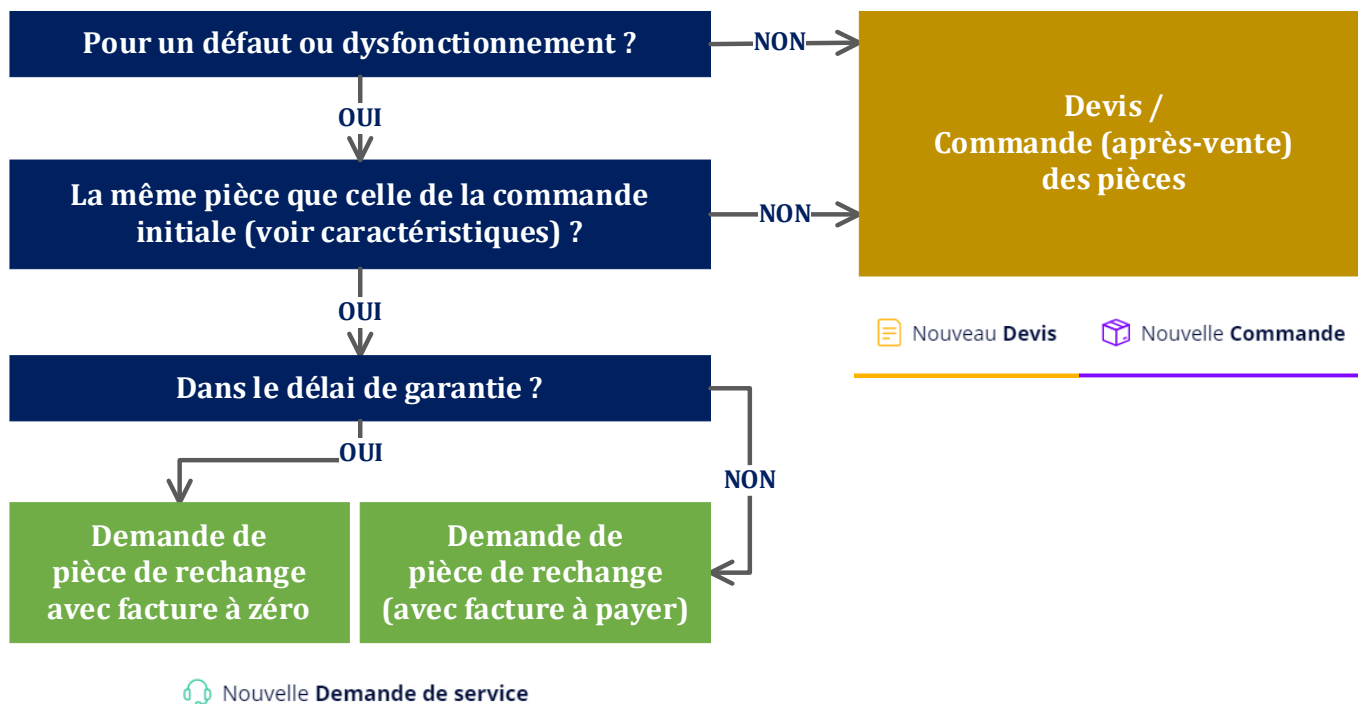 Pour un défaut ou dysfonctionnement ?
NON
Devis /
Commande (après-vente)
des pièces
OUI
La même pièce que celle de la commande
initiale (voir caractéristiques) ?
NON
OUI
Nouveau Devis
Nouvelle Commande
Dans le délai de garantie ?
OUI
NON
Demande de
pièce de rechange
avec facture à zéro
Demande de
pièce de rechange
(avec facture à payer)
Nouvelle Demande de service